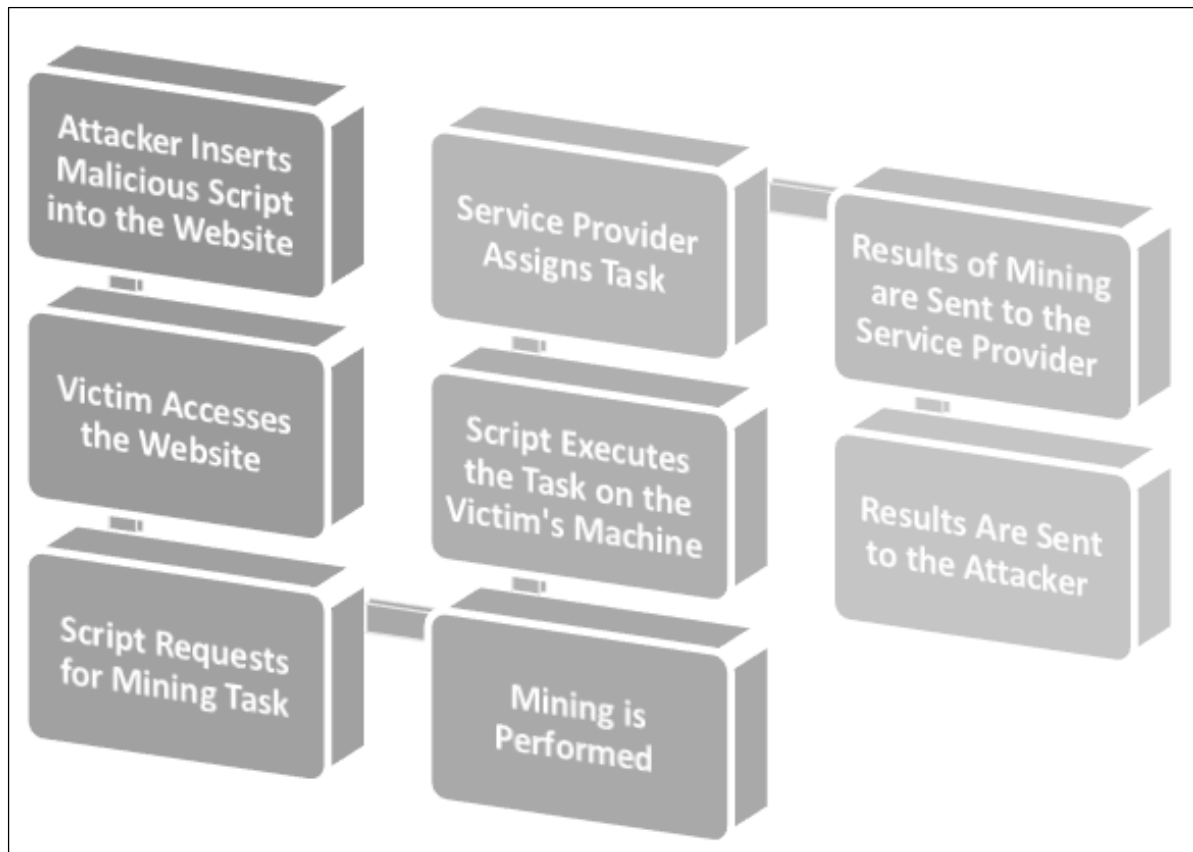 Attacker Inserts
Malicious Script
into the Website
Victim Accesses
the Website
Script Requests
for Mining Task
Service Provider
Assigns Task
Script Executes
the Task on the
Victim's Machine
Mining is
Performed
Results of Mining
are Sent to the
Service Provider
Results Are Sent
to the Attacker